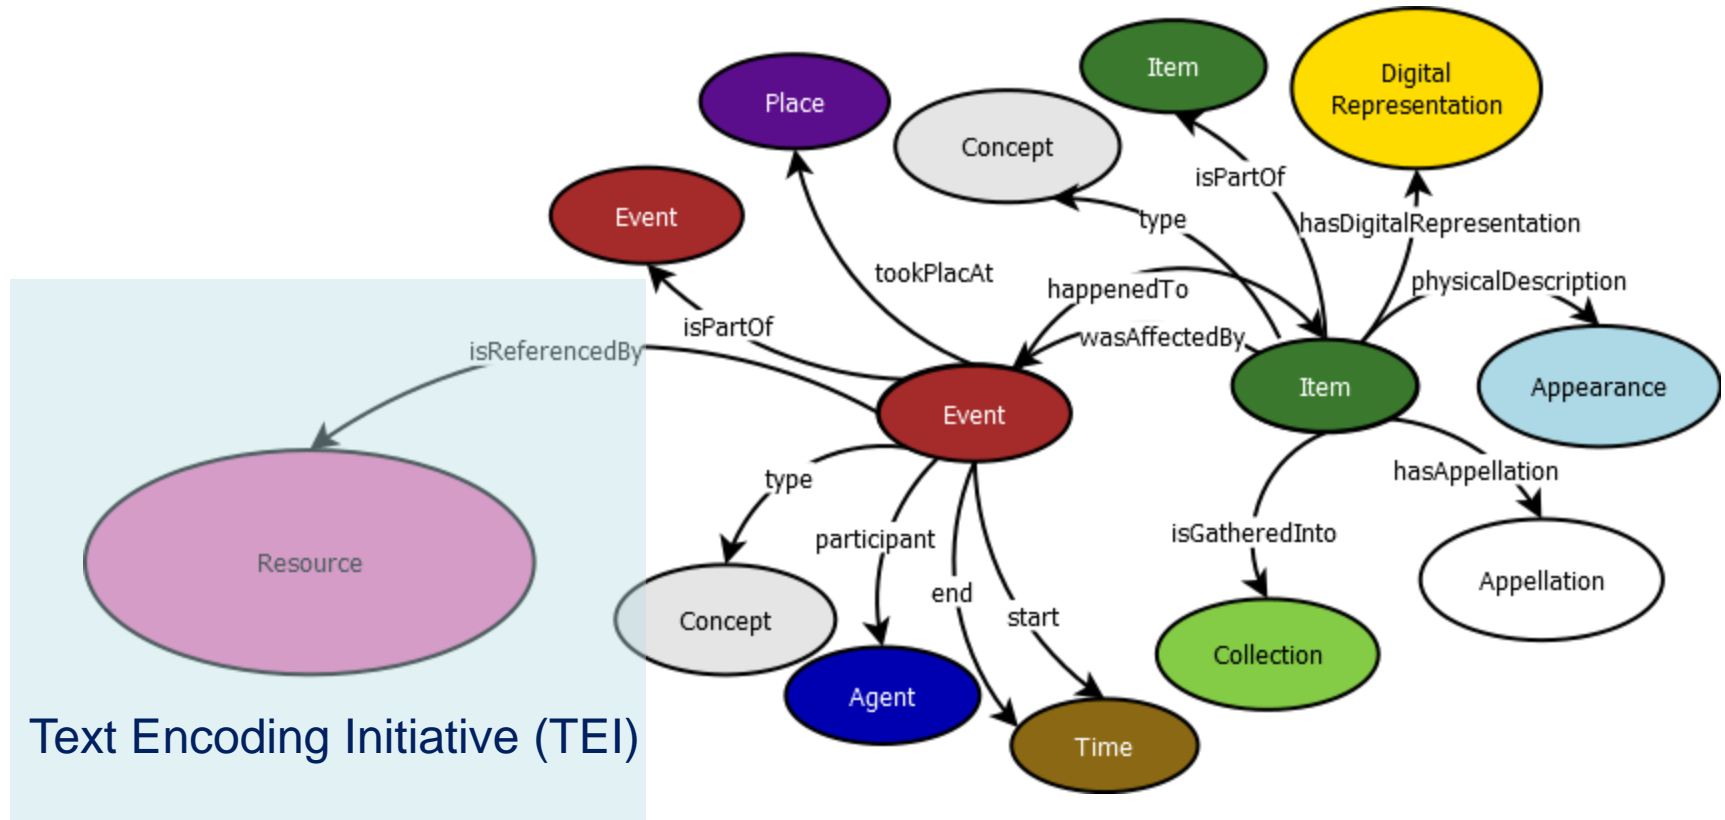 Item
Digital
Representation
Place
Concept
isPartOf
Event
type
hasDigitalRepresentation
tookPlacAt
happenedTo
physicalDescription
isPartOf
isReferencedBy
wasAffectedBy
Event
Item
Appearance
type
hasAppellation
participant
isGatheredInto
Resource
end
start
Appellation
Concept
Agent
Collection
Text Encoding Initiative (TEI)
Time